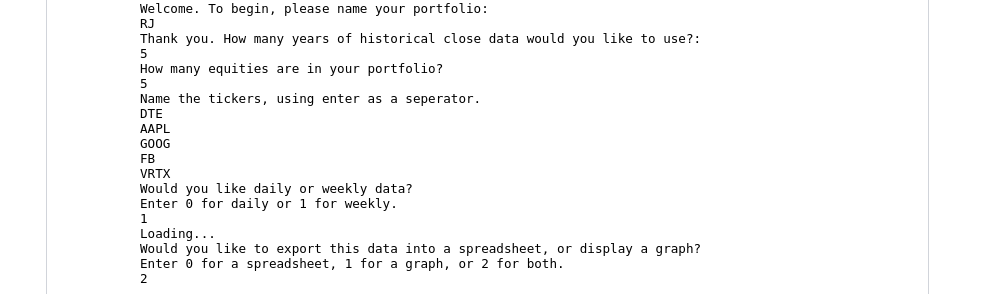 Welcome. To begin, please name your portfolio:
RJ
Thank you. How many years of historical close data would you like to use?:
5
How many equities are in your portfolio?
5
Name the tickers, using enter as a seperator.
DTE
AAPL
GOOG
FB
VRTX
Would you like daily or weekly data?
Enter 0 for daily or 1 for weekly.
1
Loading...
Would you like to export this data into a spreadsheet, or display a graph?
Enter 0 for a spreadsheet, 1 for a graph, or 2 for both.
2